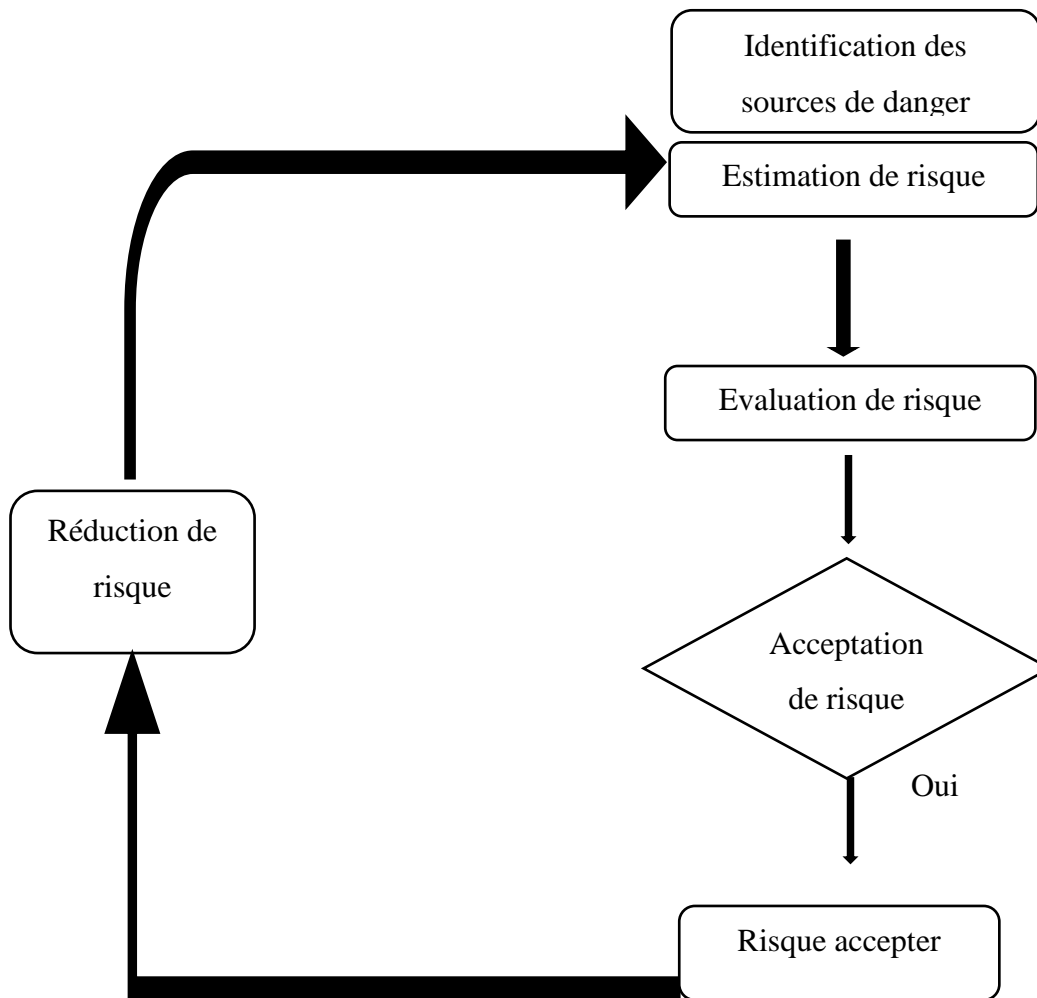 Identification des
sources de danger
Estimation de risque
Evaluation de risque
Réduction de
risque
Acceptation
de risque
Oui
Risque accepter